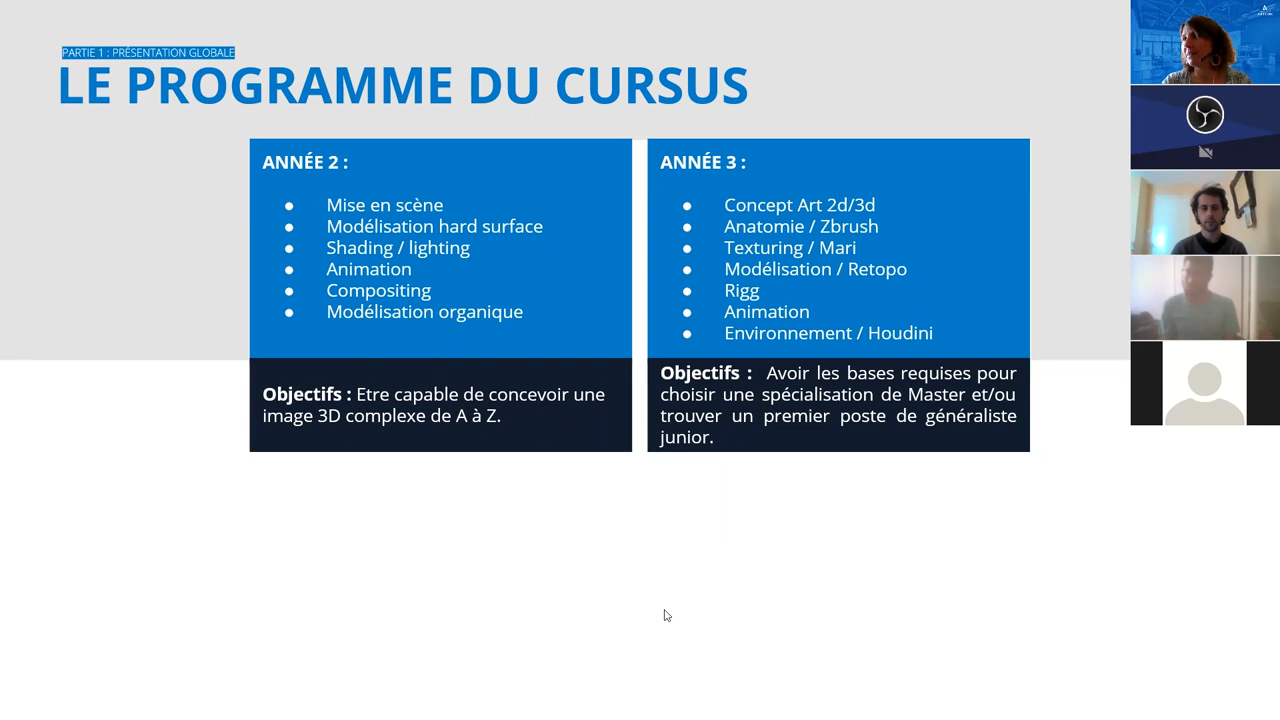 PARTIE 1 : PRÉSENTATION GLOBALE
LE PROGRAMME DU CURSUS
ANNÉE 2 :
● Mise en scène
● Modélisation hard surface
● Shading / lighting
● Animation
● Compositing
● Modélisation organique
Objectifs : Etre capable de concevoir une
image 3D complexe de A à Z.
ANNÉE 3 :
● Concept Art 2d/3d
● Anatomie / Zbrush
● Texturing / Mari
● Modélisation / Retopo
● Rigg
● Animation
● Environnement / Houdini
Objectifs : Avoir les bases requises pour
choisir une spécialisation de Master et/ou
trouver un premier poste de généraliste
junior.